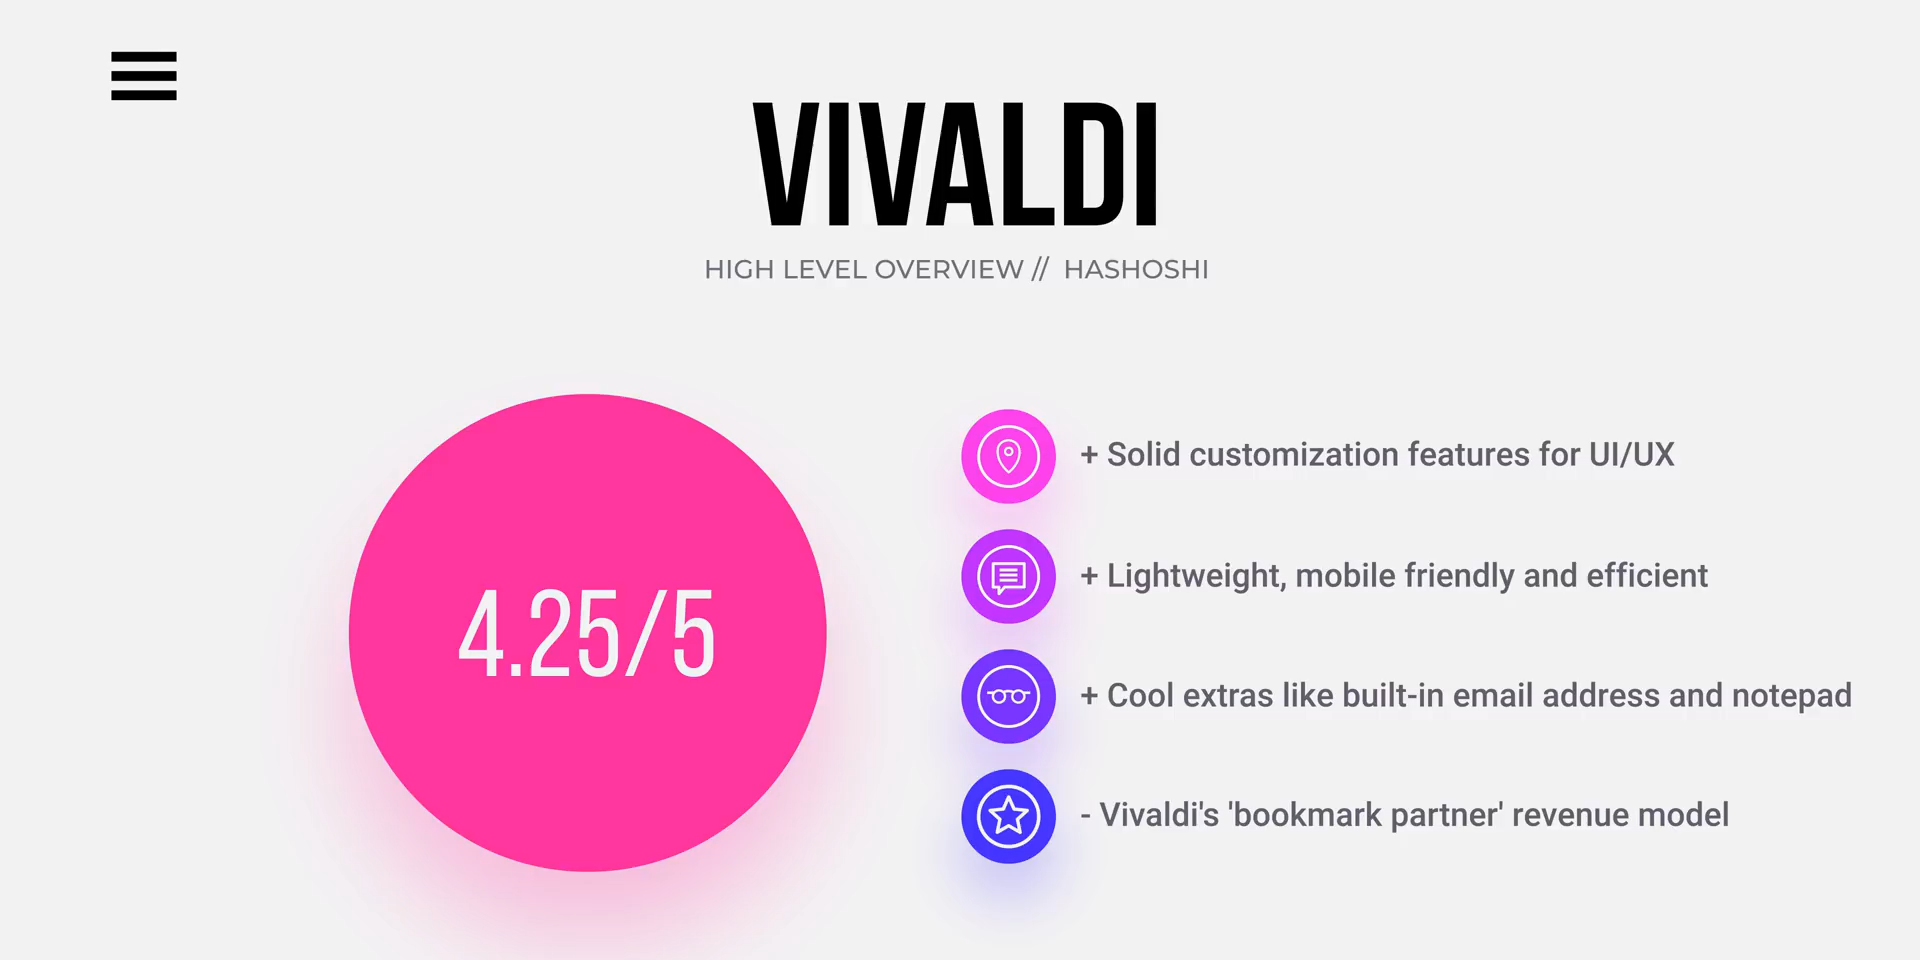 VIVALDI
HIGH LEVEL OVERVIEW // HASHOSHI
4.25/5
+ Solid customization features for UI/UX
+ Lightweight, mobile friendly and efficient
+ Cool extras like built-in email address and notepad
- Vivaldi's 'bookmark partner' revenue model